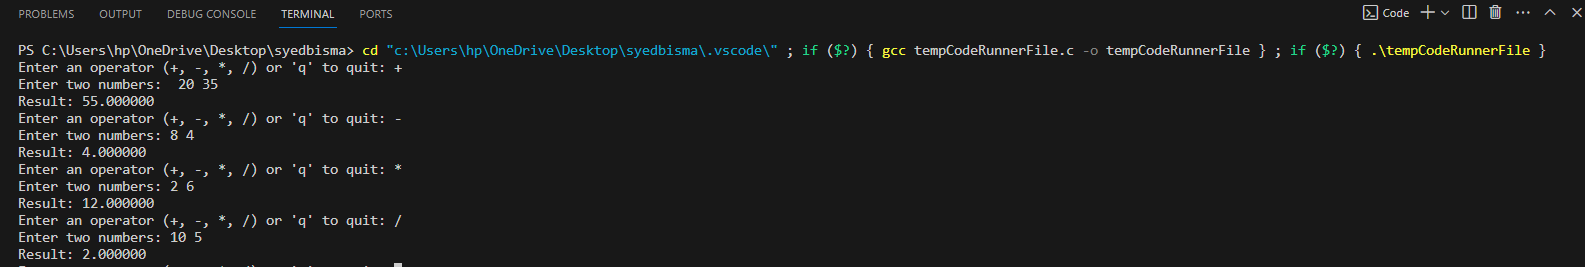 PROBLEMS OUTPUT DEBUG CONSOLE TERMINAL PORTS Code
PS C:\Users\hp\OneDrive\Desktop\syedbisma> cd "c:\Users\hp\OneDrive\Desktop\syedbisma\.vscode\" ; if ($?) { gcc tempCodeRunnerFile.c -o tempCodeRunnerFile } ; if ($?) { .\tempCodeRunnerFile }
Enter an operator (+, -, *, /) or 'q' to quit: +
Enter two numbers:  20 35
Result: 55.000000
Enter an operator (+, -, *, /) or 'q' to quit: -
Enter two numbers: 8 4
Result: 4.000000
Enter an operator (+, -, *, /) or 'q' to quit: *
Enter two numbers: 2 6
Result: 12.000000
Enter an operator (+, -, *, /) or 'q' to quit: /
Enter two numbers: 10 5
Result: 2.000000